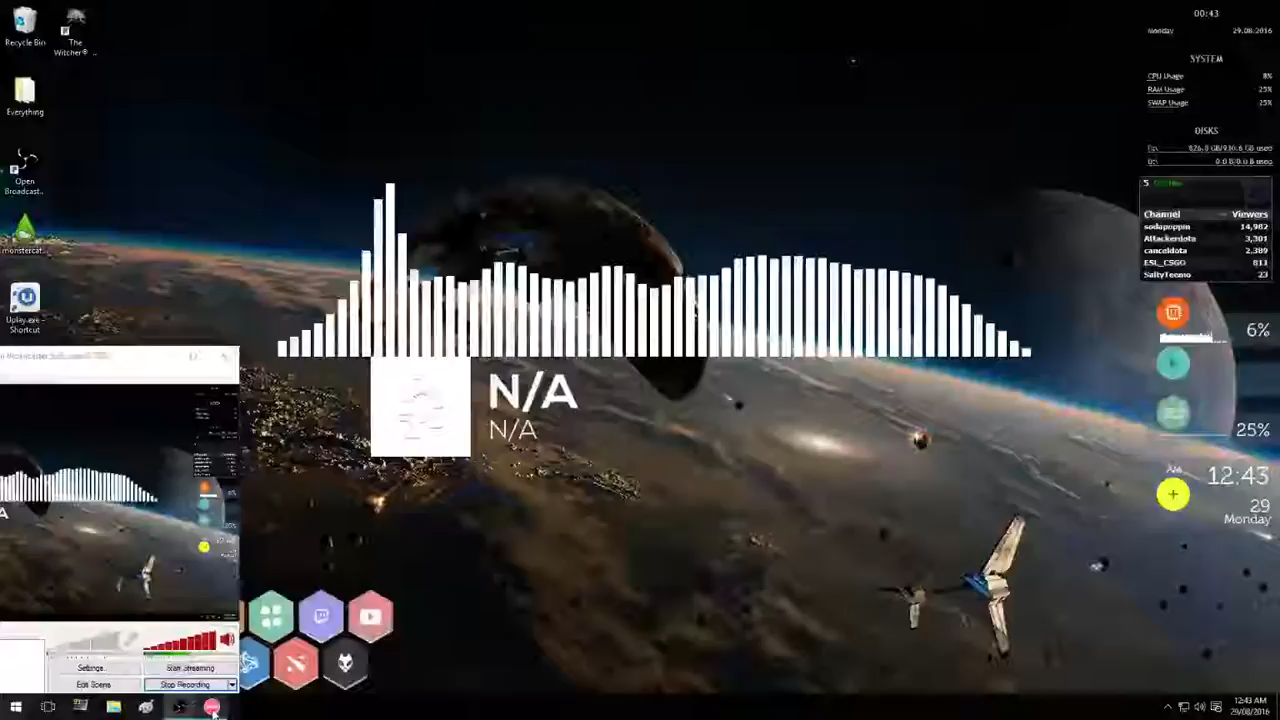 Recycle Bin
The
Witcher® ..
Everything
Open
Broadcast..
monstercat..
Uplay.exe -
Shortcut
Settings...
Start Streaming
Edit Scene
Stop Recording
N/A
N/A
00:43
Monday
29.08.2016
SYSTEM
CPU Usage
8%
RAM Usage
25%
SWAP Usage
25%
DISKS
5
Channel
Viewers
sodapoppin
14,982
Attackerdota
3,301
canceldota
2,389
ESL_CSGO
811
SaltyTeemo
23
6%
25%
AM
12:43
29
Monday
12:43 AM
29/08/2016